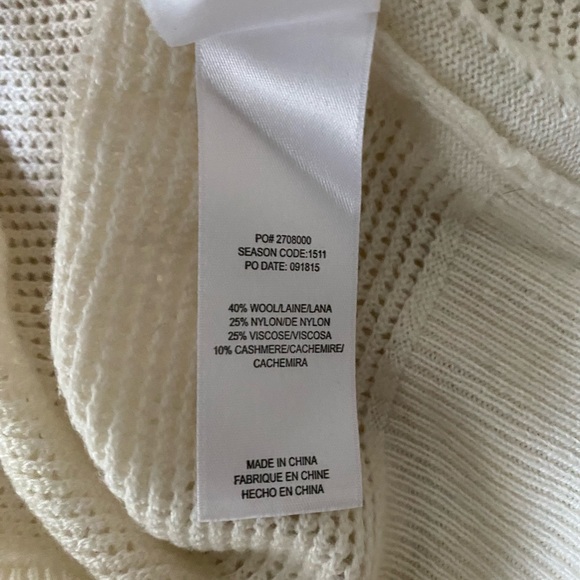 PO# 2708000
SEASON CODE:1511
PO DATE: 091815
40% WOOL/LAINE/LANA
25% NYLON/DE NYLON
25% VISCOSE/VISCOSA
10% CASHMERE/CACHEMIRE/
CACHEMIRA
MADE IN CHINA
FABRIQUE EN CHINE
HECHO EN CHINA